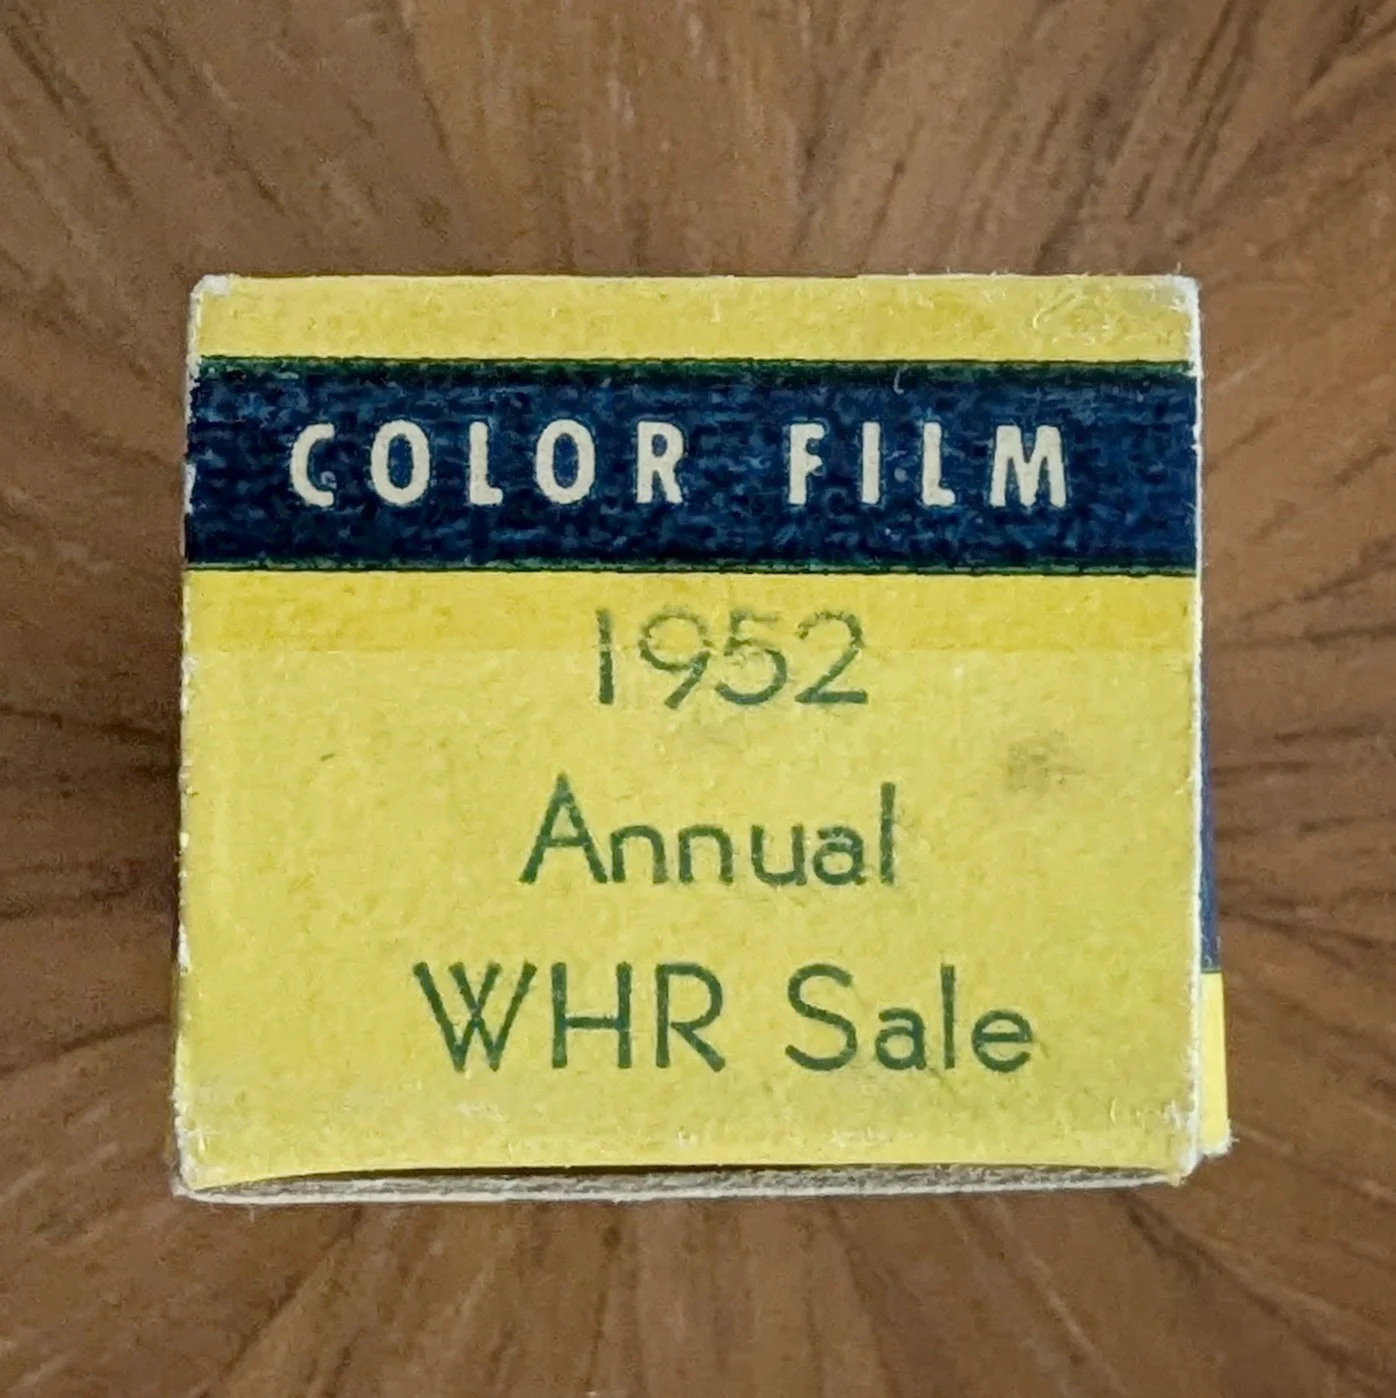 COLOR FILM
1952
Annual
WHR Sale